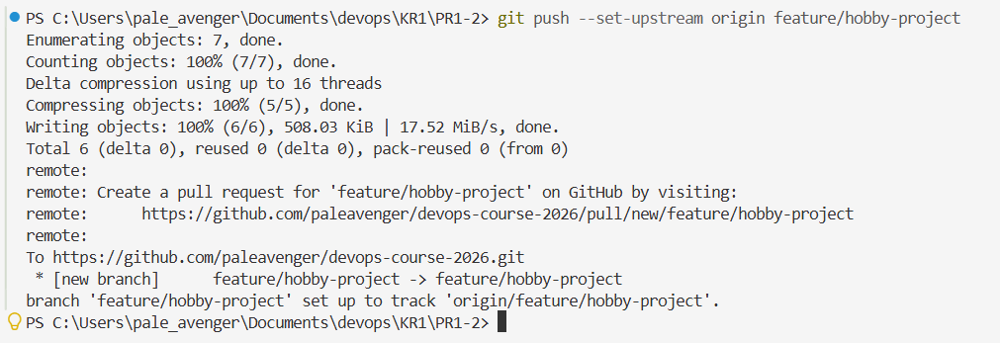 PS C:\Users\pale_avenger\Documents\devops\KR1\PR1-2> git push --set-upstream origin feature/hobby-project
Enumerating objects: 7, done.
Counting objects: 100% (7/7), done.
Delta compression using up to 16 threads
Compressing objects: 100% (5/5), done.
Writing objects: 100% (6/6), 508.03 KiB | 17.52 MiB/s, done.
Total 6 (delta 0), reused 0 (delta 0), pack-reused 0 (from 0)
remote:
remote: Create a pull request for 'feature/hobby-project' on GitHub by visiting:
remote:      https://github.com/paleavenger/devops-course-2026/pull/new/feature/hobby-project
remote:
To https://github.com/paleavenger/devops-course-2026.git
 * [new branch]      feature/hobby-project -> feature/hobby-project
branch 'feature/hobby-project' set up to track 'origin/feature/hobby-project'.
PS C:\Users\pale_avenger\Documents\devops\KR1\PR1-2>